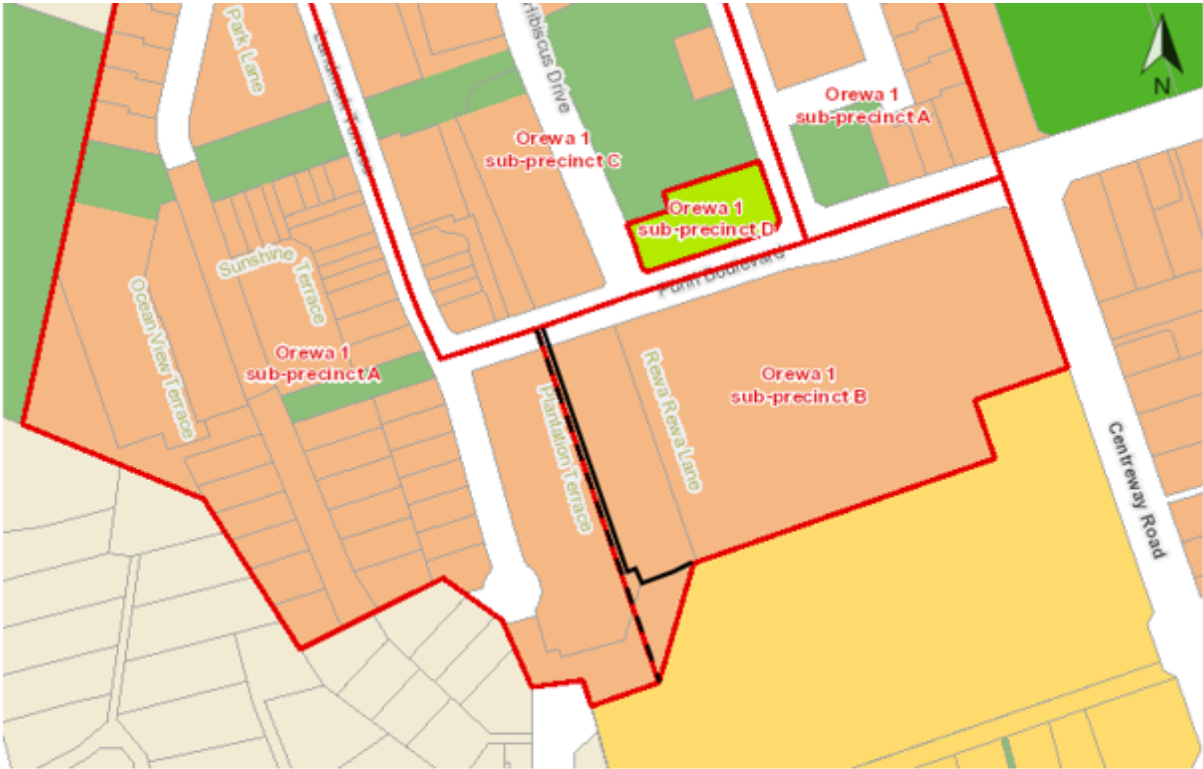 Park Lane
Hibiscus Drive
N
Orewa 1
sub-precinct A
Orewa 1
sub-precinct C
Orewa 1
sub-precinct D
Sunshine Terrace
Ocean View Terrace
Orewa 1
sub-precinct A
Plantation Terrace
Rewa Rewa Lane
Orewa 1
sub-precinct B
Centreway Road